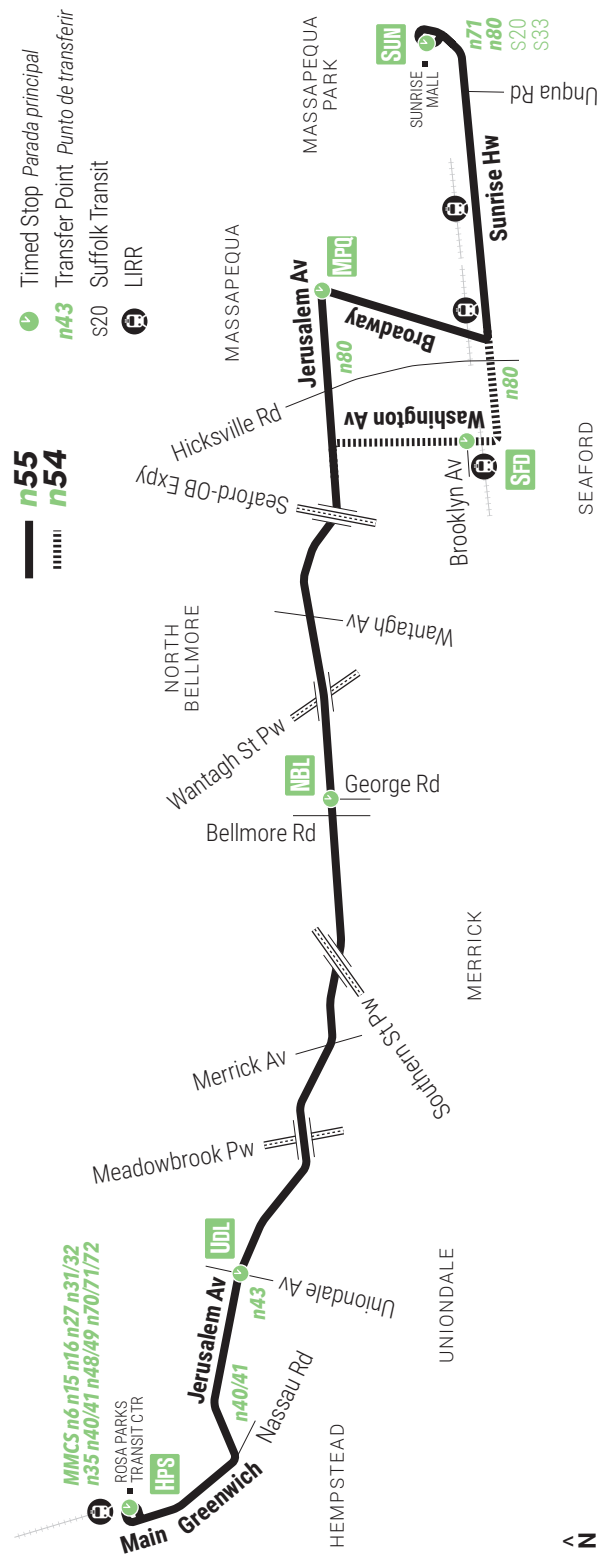 n55
n54
Timed Stop Parada principal
n43 Transfer Point Punto de transferir
S20 Suffolk Transit
LIRR
MMCS n6 n15 n16 n27 n31/32
n35 n40/41 n48/49 n70/71/72
ROSA PARKS
TRANSIT CTR
HPS
Main
Greenwich
Nassau Rd
HEMPSTEAD
n40/41
Jerusalem Av
UDL
n43
Uniondale Av
UNIONDALE
Meadowbrook Pw
Merrick Av
Southern St Pw
MERRICK
Bellmore Rd
NBL
George Rd
Wantagh St Pw
NORTH
BELLMORE
Wantagh Av
Seaford-OB Expy
Hicksville Rd
Brooklyn Av
Washington Av
SFD
SEAFORD
n80
Jerusalem Av
n80
MPQ
MASSAPEQUA
Broadway
Sunrise Hw
MASSAPEQUA
PARK
SUNRISE
MALL
SUN
Unqua Rd
n71
n80
S20
S33
N